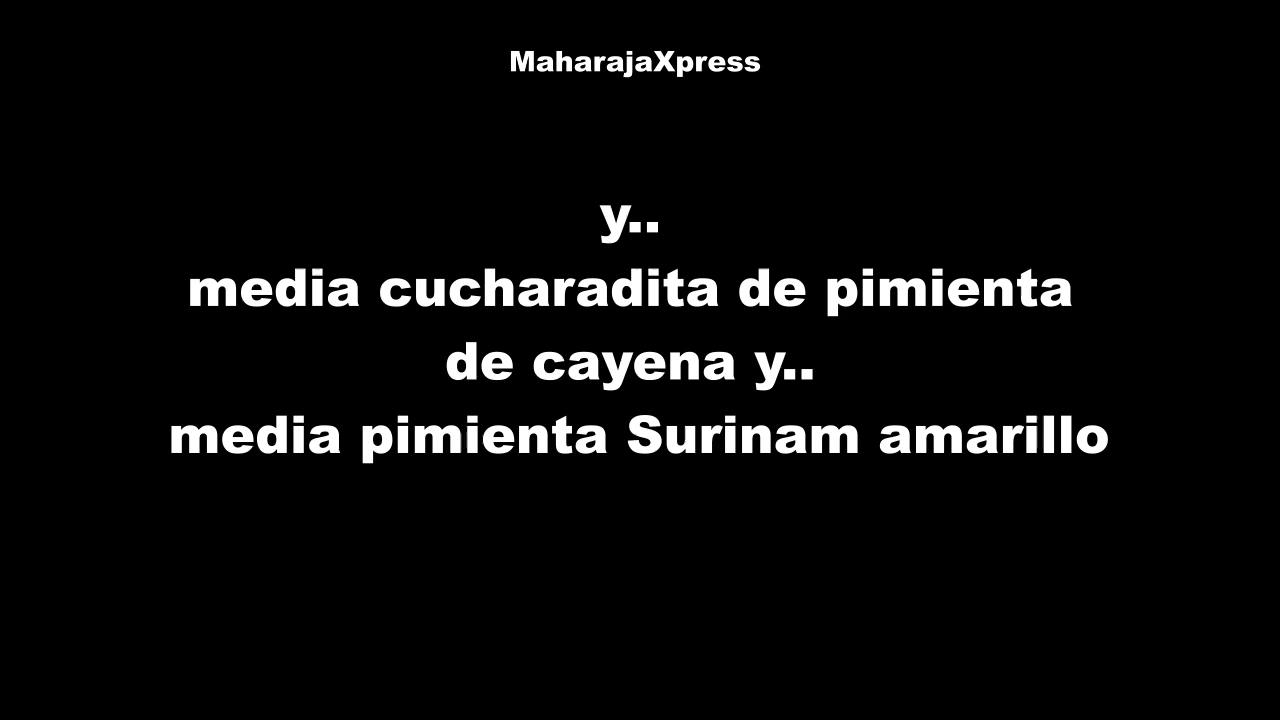 MaharajaXpress
y..
media cucharadita de pimienta
de cayena y..
media pimienta Surinam amarillo